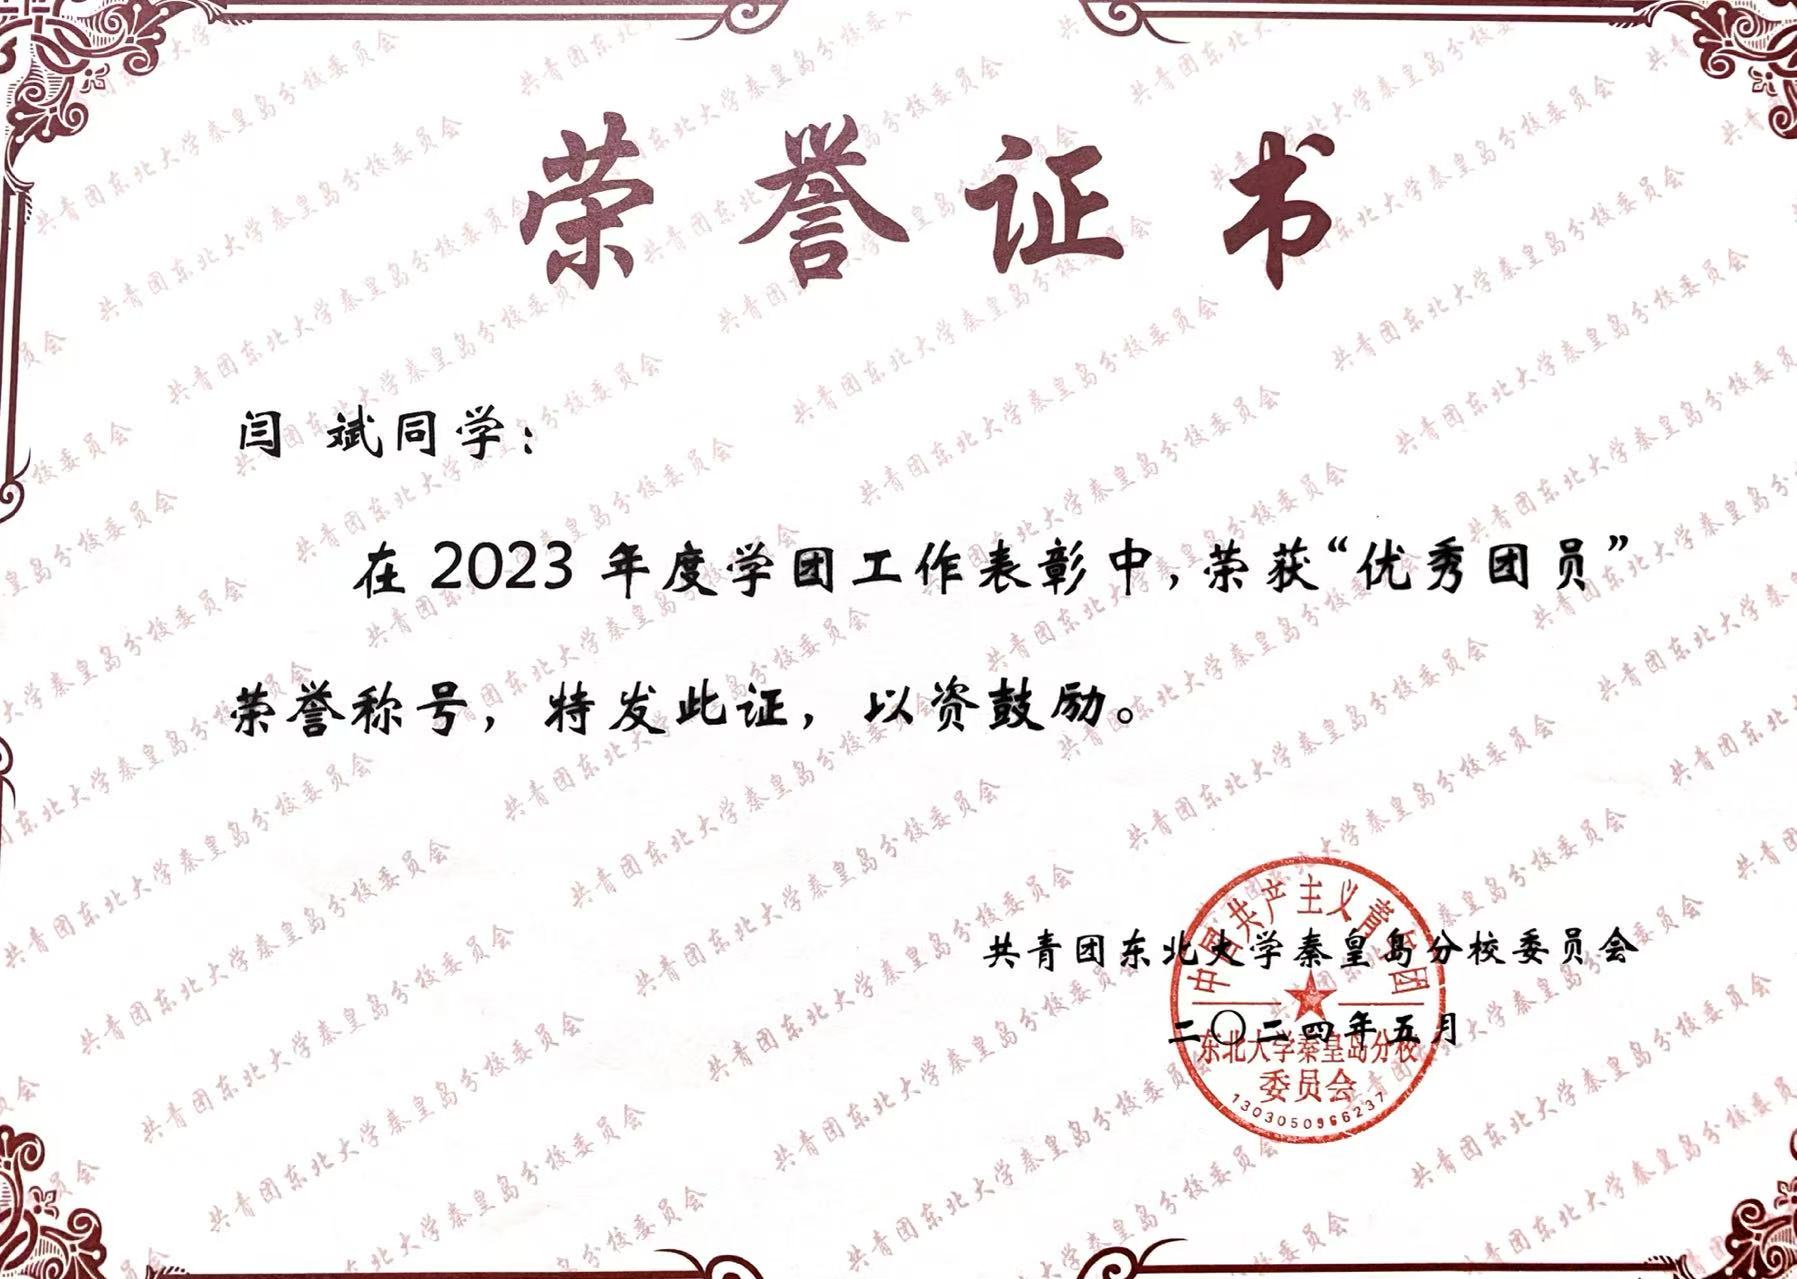 荣誉证书
闫 斌同学：
在 2023 年度学团工作表彰中，荣获“优秀团员”
荣誉称号，特发此证，以资鼓励。
共青团东北大学秦皇岛分校委员会
二〇二四年五月
中国共产主义青年团
东北大学秦皇岛分校
委员会